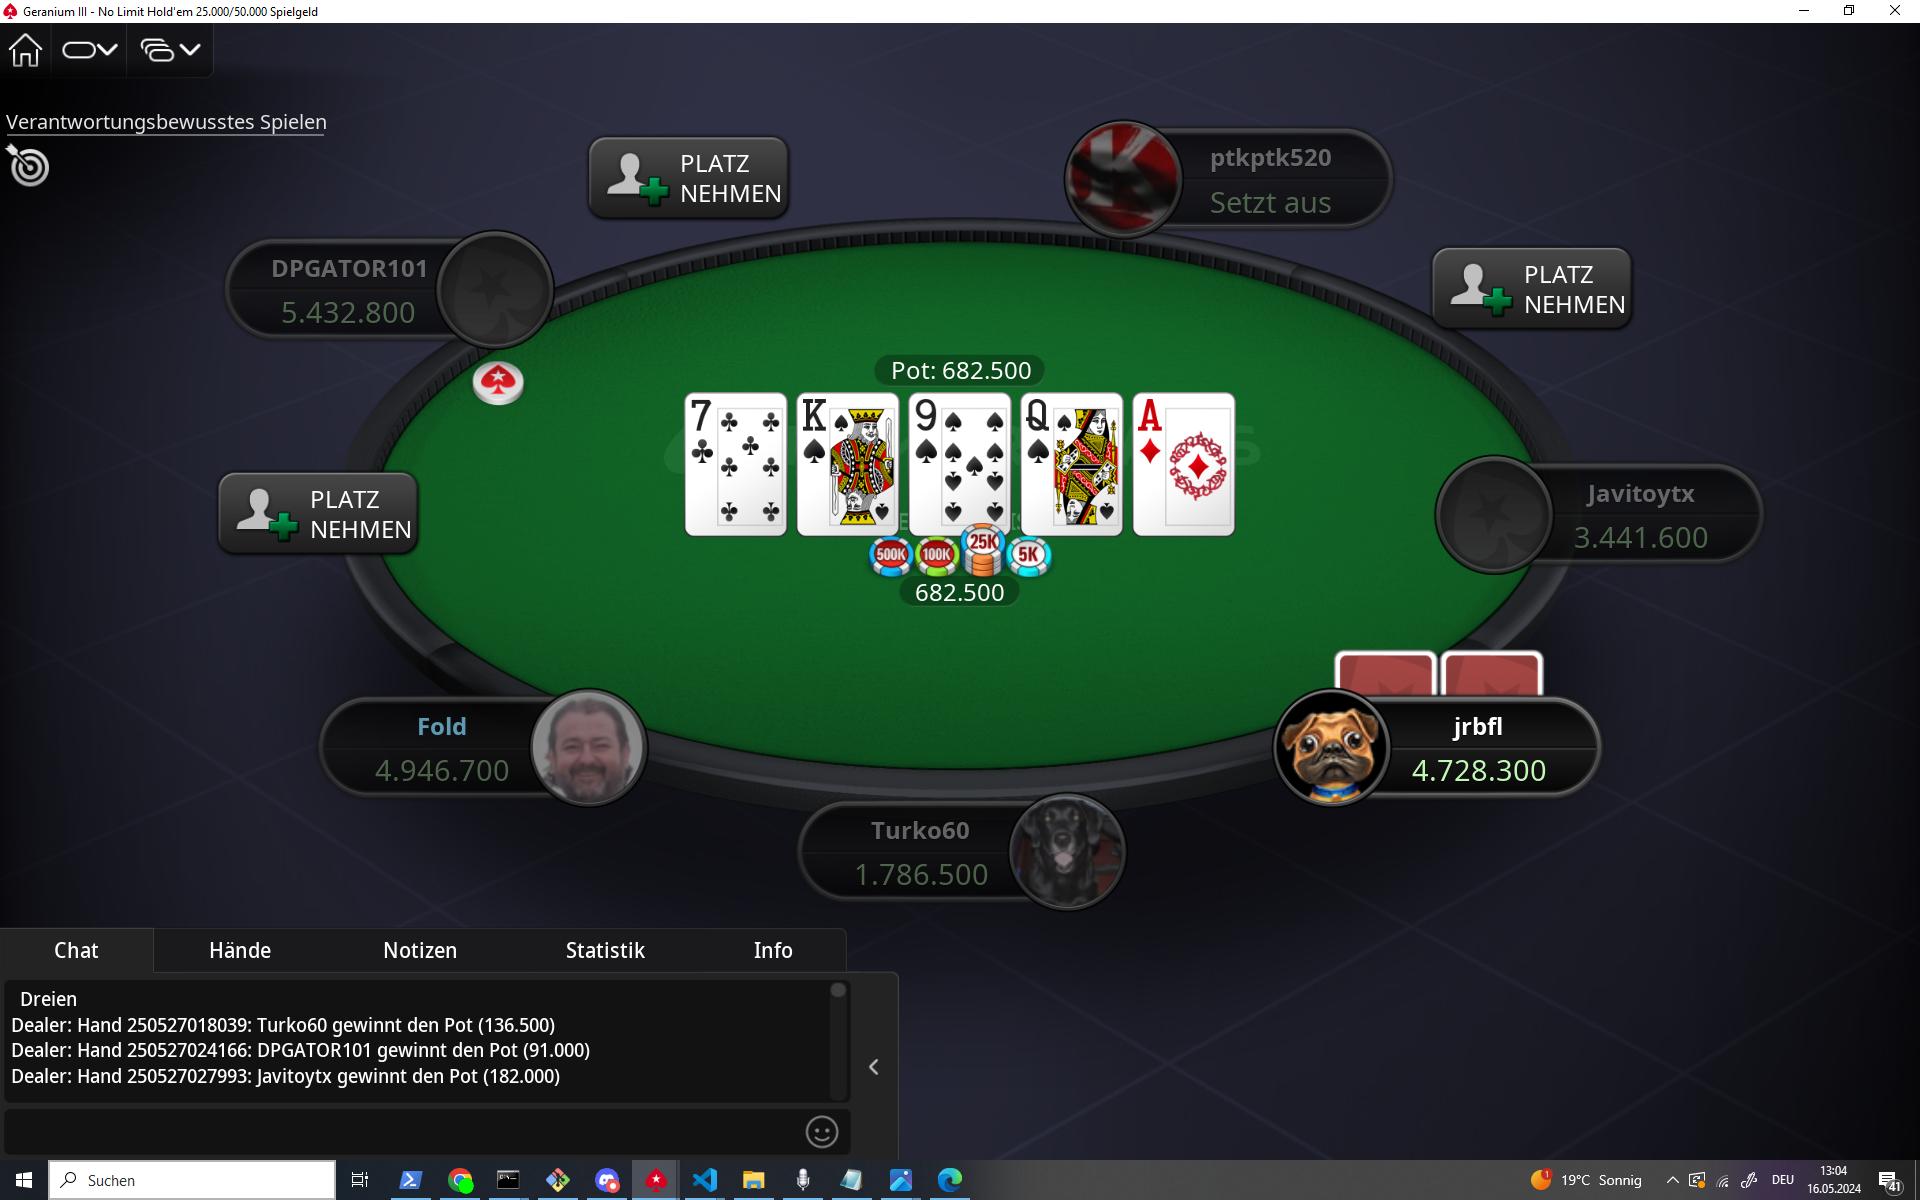 Geranium III - No Limit Hold'em 25.000/50.000 Spielgeld
Verantwortungsbewusstes Spielen
PLATZ
NEHMEN
ptkptk520
Setzt aus
DPGATOR101
5.432.800
PLATZ
NEHMEN
Pot: 682.500
7 K 9 Q A
PLATZ
NEHMEN
Javitoytx
3.441.600
500K 100K 25K 5K
682.500
Fold
4.946.700
jrbfl
4.728.300
Turko60
1.786.500
Chat Hände Notizen Statistik Info
Dreien
Dealer: Hand 250527018039: Turko60 gewinnt den Pot (136.500)
Dealer: Hand 250527024166: DPGATOR101 gewinnt den Pot (91.000)
Dealer: Hand 250527027993: Javitoytx gewinnt den Pot (182.000)
Suchen
1
19°C Sonnig
DEU
13:04
16.05.2024
41